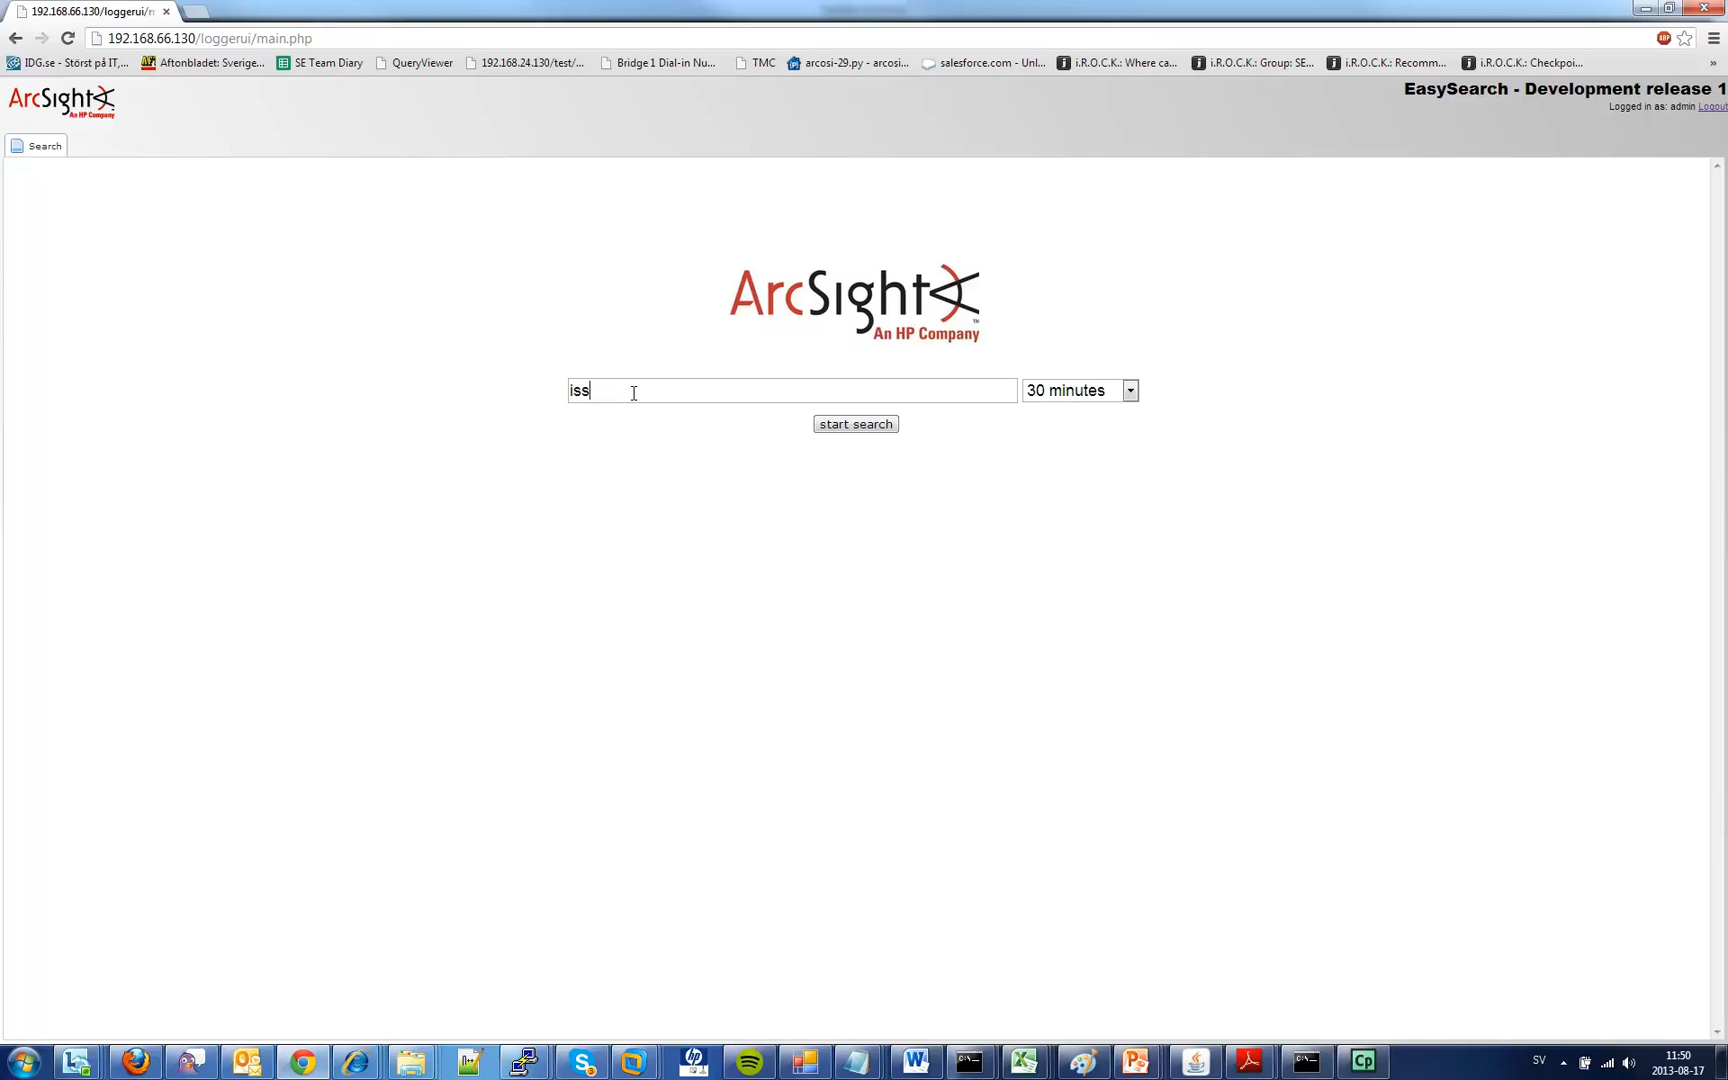 192.168.66.130/loggerui/
192.168.66.130/loggerui/main.php
IDG.se - Störst på IT,...
Aftonbladet: Sverige...
SE Team Diary
QueryViewer
192.168.24.130/test/...
Bridge 1 Dial-in Nu...
TMC
arcosi-29.py - arcosi...
salesforce.com - Unl...
i.R.O.C.K.: Where ca...
i.R.O.C.K.: Group: SE...
i.R.O.C.K.: Recomm...
i.R.O.C.K.: Checkpoi...
»
ArcSight
An HP Company
EasySearch - Development release 1
Logged in as: admin Logout
Search
ArcSight™
An HP Company
iss
30 minutes
start search
SV
11:50
2013-08-17